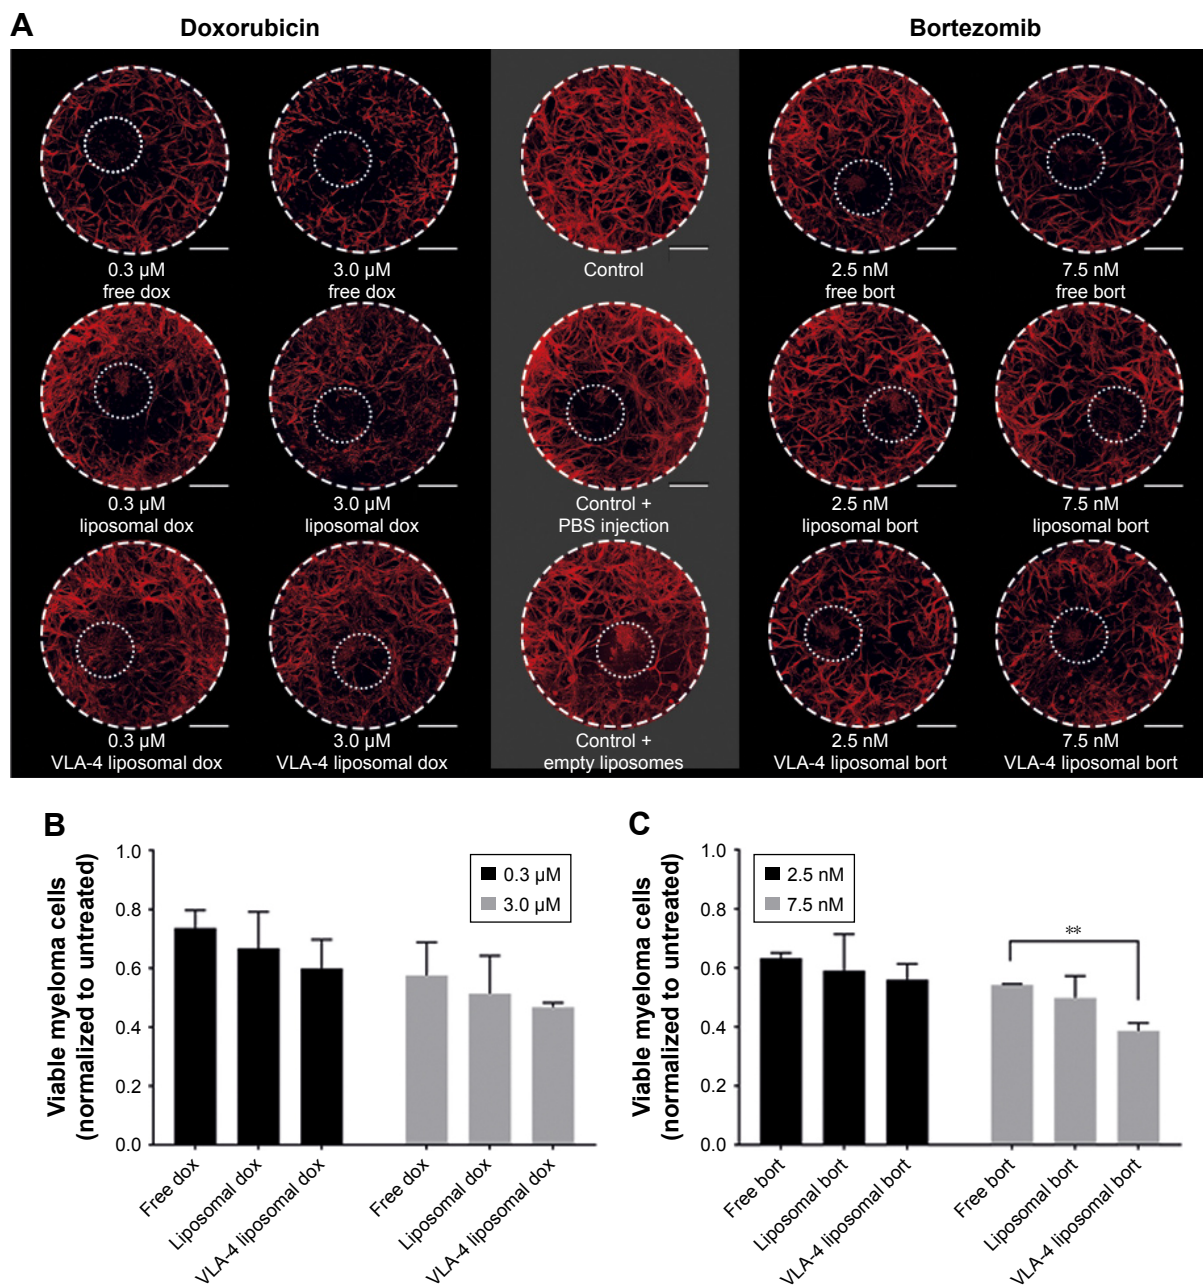 A
Doxorubicin
Bortezomib
0.3 µM
free dox
3.0 µM
free dox
Control
2.5 nM
free bort
7.5 nM
free bort
0.3 µM
liposomal dox
3.0 µM
liposomal dox
Control +
PBS injection
2.5 nM
liposomal bort
7.5 nM
liposomal bort
0.3 µM
VLA-4 liposomal dox
3.0 µM
VLA-4 liposomal dox
Control +
empty liposomes
2.5 nM
VLA-4 liposomal bort
7.5 nM
VLA-4 liposomal bort
B
Viable myeloma cells
(normalized to untreated)
1.0
0.8
0.6
0.4
0.2
0.0
0.3 µM
3.0 µM
Free dox
Liposomal dox
VLA-4 liposomal dox
Free dox
Liposomal dox
VLA-4 liposomal dox
C
Viable myeloma cells
(normalized to untreated)
1.0
0.8
0.6
0.4
0.2
0.0
2.5 nM
7.5 nM
**
Free bort
Liposomal bort
VLA-4 liposomal bort
Free bort
Liposomal bort
VLA-4 liposomal bort